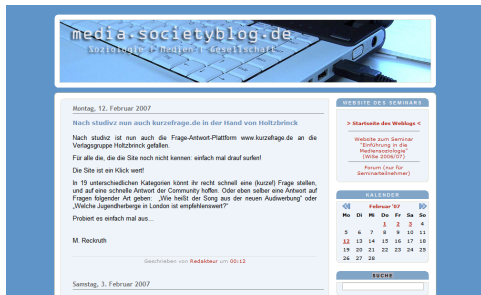 media.societyblog.de
Soziologie | Medien | Gesellschaft
Montag, 12. Februar 2007
Nach studivz nun auch kurzefrage.de in der Hand von Holtzbrinck
Nach studivz ist nun auch die Frage-Antwort-Plattform www.kurzefrage.de an die
Verlagsgruppe Holtzbrinck gefallen.
Für alle die, die die Site noch nicht kennen: einfach mal drauf surfen!
Die Site ist ein Klick wert!
In 19 unterschiedlichen Kategorien könnt ihr recht schnell eine (kurze!) Frage stellen,
und auf eine schnelle Antwort der Community hoffen. Oder eben selber eine Antwort auf
Fragen folgender Art geben: „Wie heißt der Song aus der neuen Audiwerbung“ oder
„Welche Jugendherberge in London ist empfehlenswert?“
Probiert es einfach mal aus...
M. Reckruth
Geschrieben von Redakteur um 00:12
Samstag, 3. Februar 2007
WEBSITE DES SEMINARS
> Startseite des Weblogs <
Website zum Seminar
"Einführung in die
Mediensoziologie"
(WiSe 2006/07)
Forum (nur für
Seminarteilnehmer)
KALENDER
Februar '07
Mo Di Mi Do Fr Sa So
1 2 3 4
5 6 7 8 9 10 11
12 13 14 15 16 17 18
19 20 21 22 23 24 25
26 27 28
SUCHE